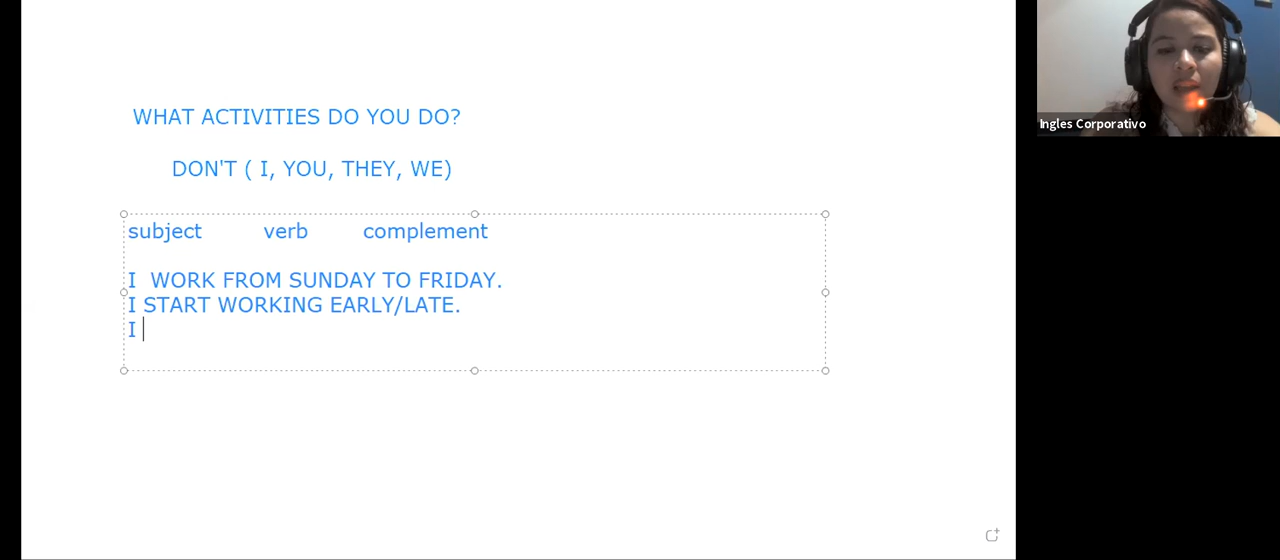 WHAT ACTIVITIES DO YOU DO?
DON'T ( I, YOU, THEY, WE)
subject verb complement
I WORK FROM SUNDAY TO FRIDAY.
I START WORKING EARLY/LATE.
I
Ingles Corporativo